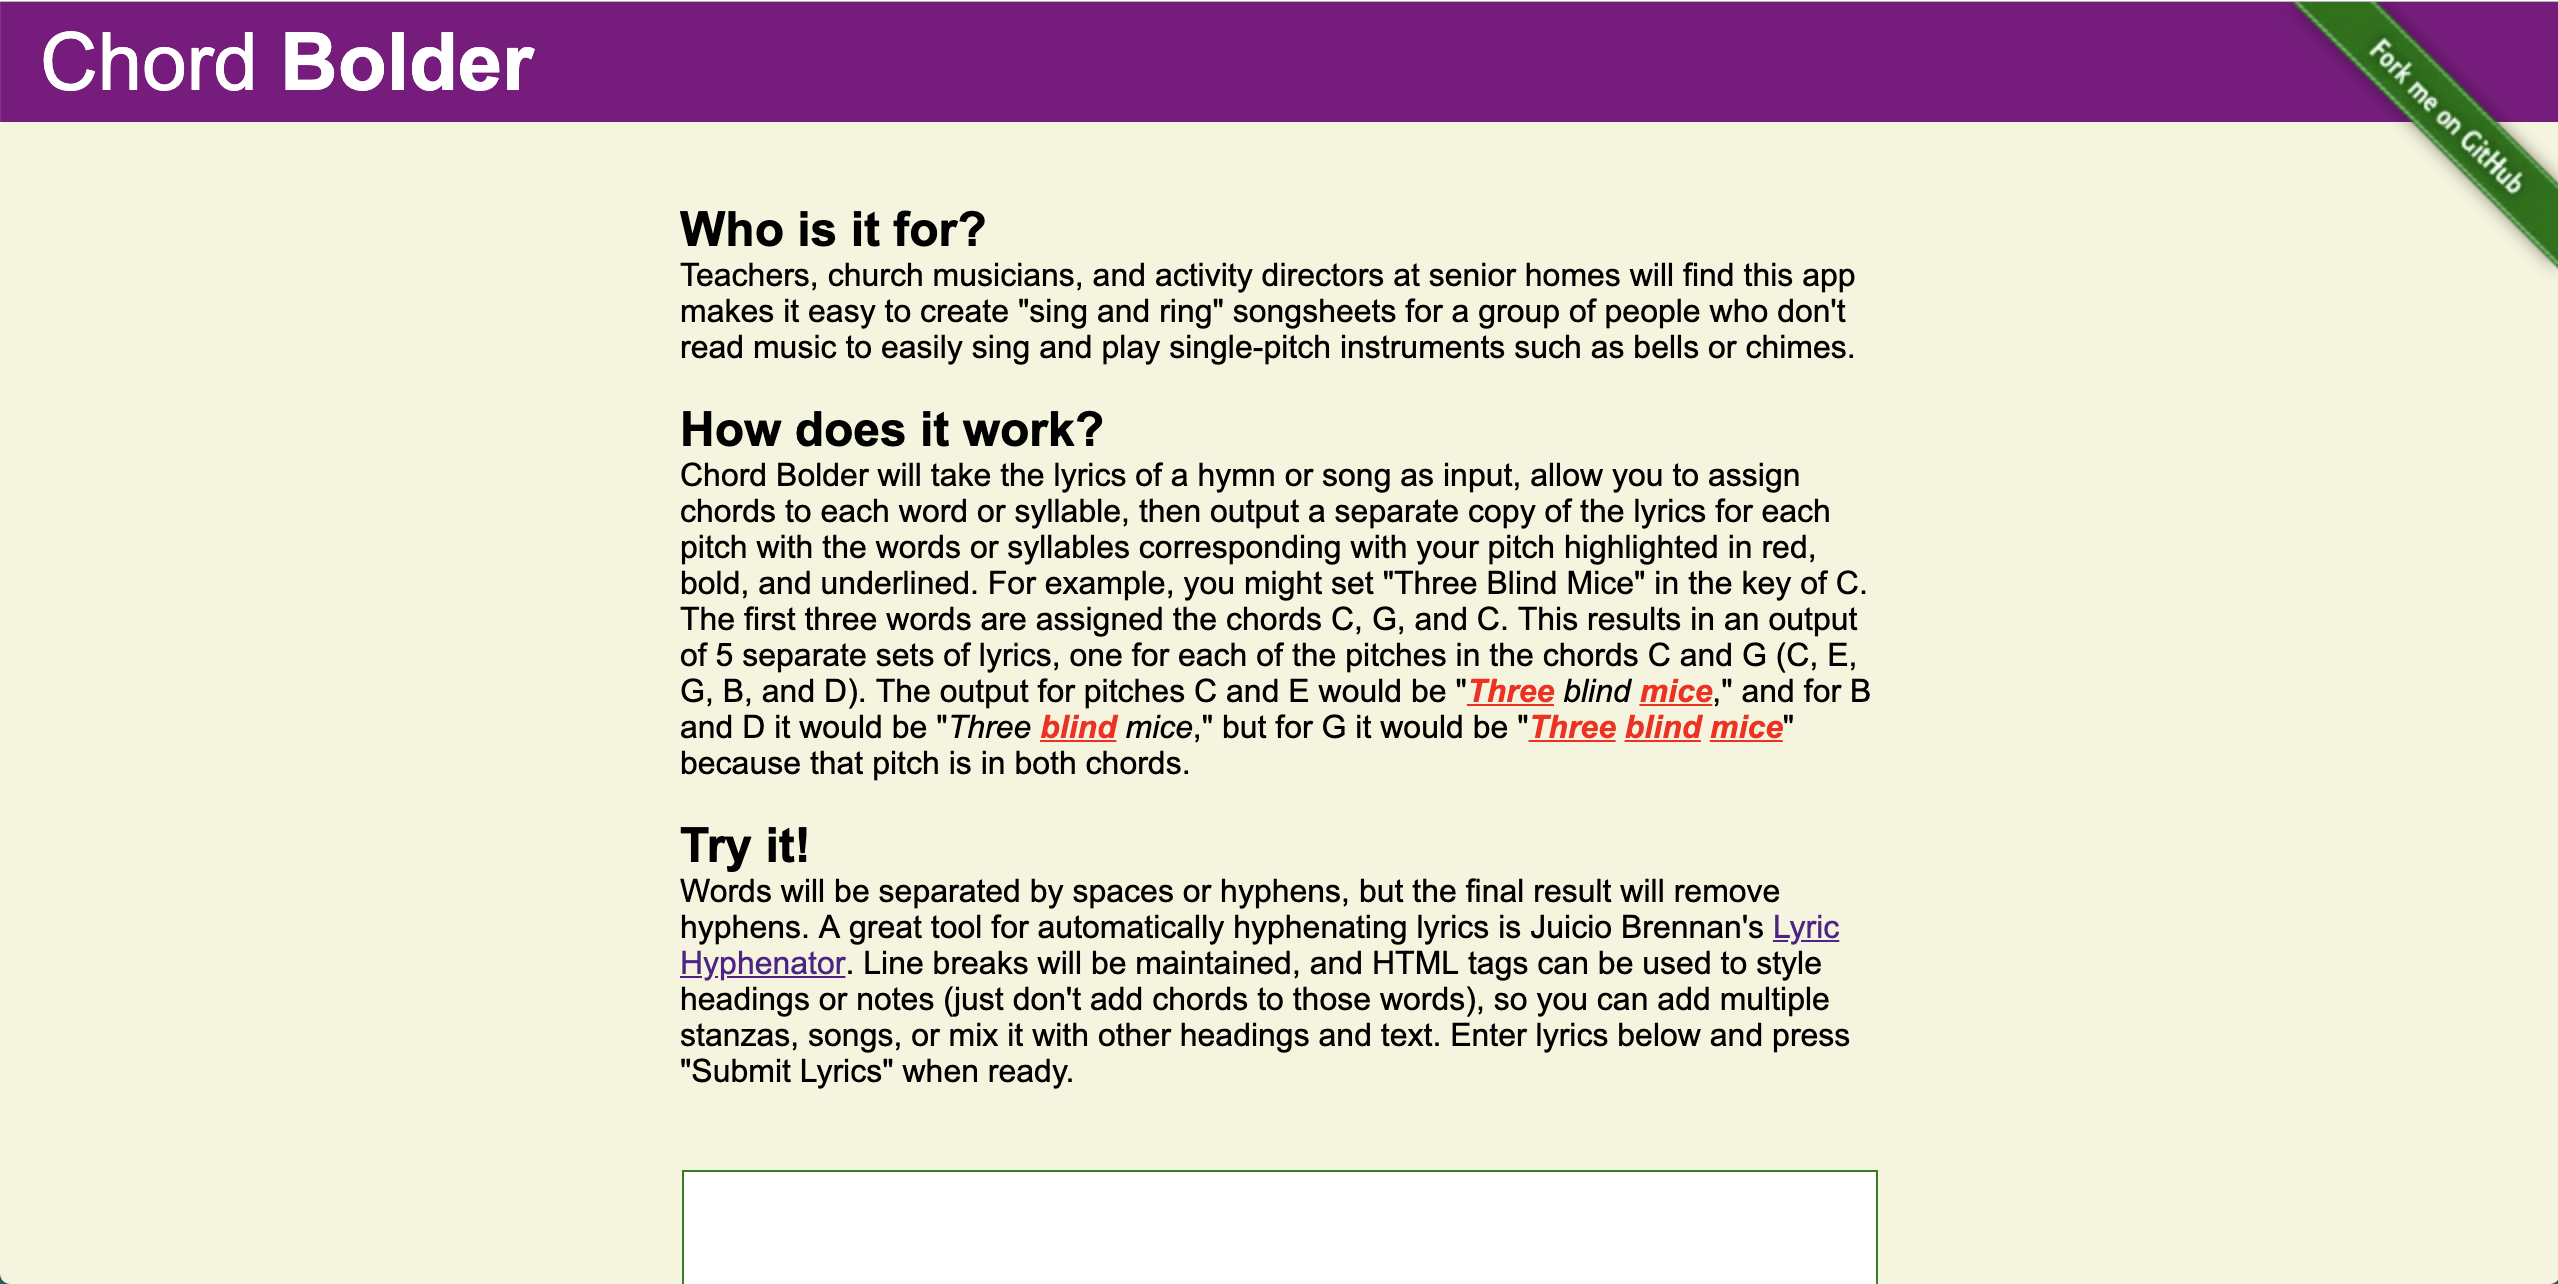 Chord Bolder
Fork me on GitHub
Who is it for?
Teachers, church musicians, and activity directors at senior homes will find this app
makes it easy to create "sing and ring" songsheets for a group of people who don't
read music to easily sing and play single-pitch instruments such as bells or chimes.
How does it work?
Chord Bolder will take the lyrics of a hymn or song as input, allow you to assign
chords to each word or syllable, then output a separate copy of the lyrics for each
pitch with the words or syllables corresponding with your pitch highlighted in red,
bold, and underlined. For example, you might set "Three Blind Mice" in the key of C.
The first three words are assigned the chords C, G, and C. This results in an output
of 5 separate sets of lyrics, one for each of the pitches in the chords C and G (C, E,
G, B, and D). The output for pitches C and E would be "Three blind mice," and for B
and D it would be "Three blind mice," but for G it would be "Three blind mice"
because that pitch is in both chords.
Try it!
Words will be separated by spaces or hyphens, but the final result will remove
hyphens. A great tool for automatically hyphenating lyrics is Juicio Brennan's Lyric
Hyphenator. Line breaks will be maintained, and HTML tags can be used to style
headings or notes (just don't add chords to those words), so you can add multiple
stanzas, songs, or mix it with other headings and text. Enter lyrics below and press
"Submit Lyrics" when ready.